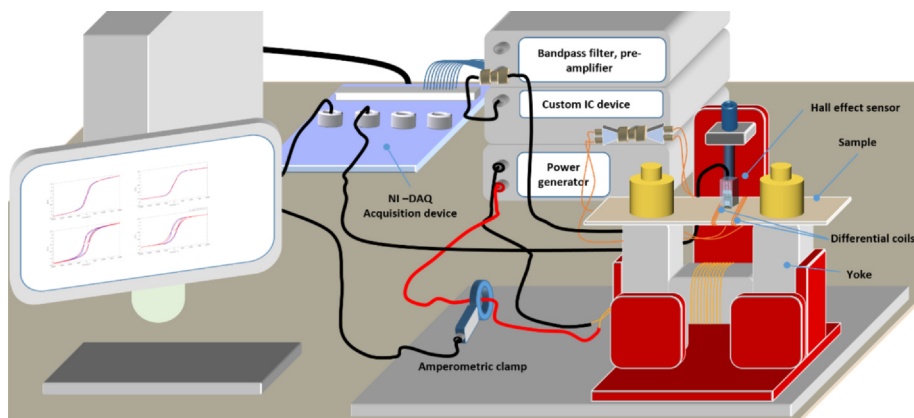 Bandpass filter, pre-
amplifier
Custom IC device
Hall effect sensor
Sample
Power
generator
NI –DAQ
Acquisition device
Differential coils
Yoke
Amperometric clamp